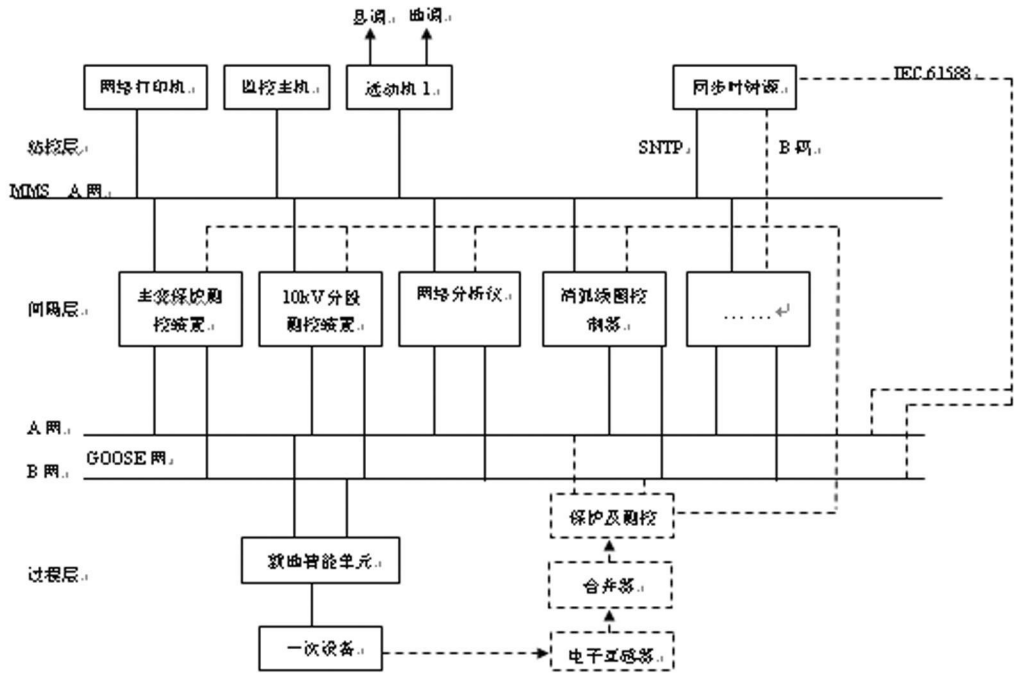 县调 曲调
网络打印机 监控主机 远动机1 同步时钟源 IEC 61588
站控层 SNTP B码
MMS A网
间隔层
主变保护测
控装置
10kV分段
测控装置
网络分析仪
消弧线圈控
制器
……
A网
GOOSE网
B网
保护及测控
就地智能单元
过程层
合并器
一次设备
电子互感器